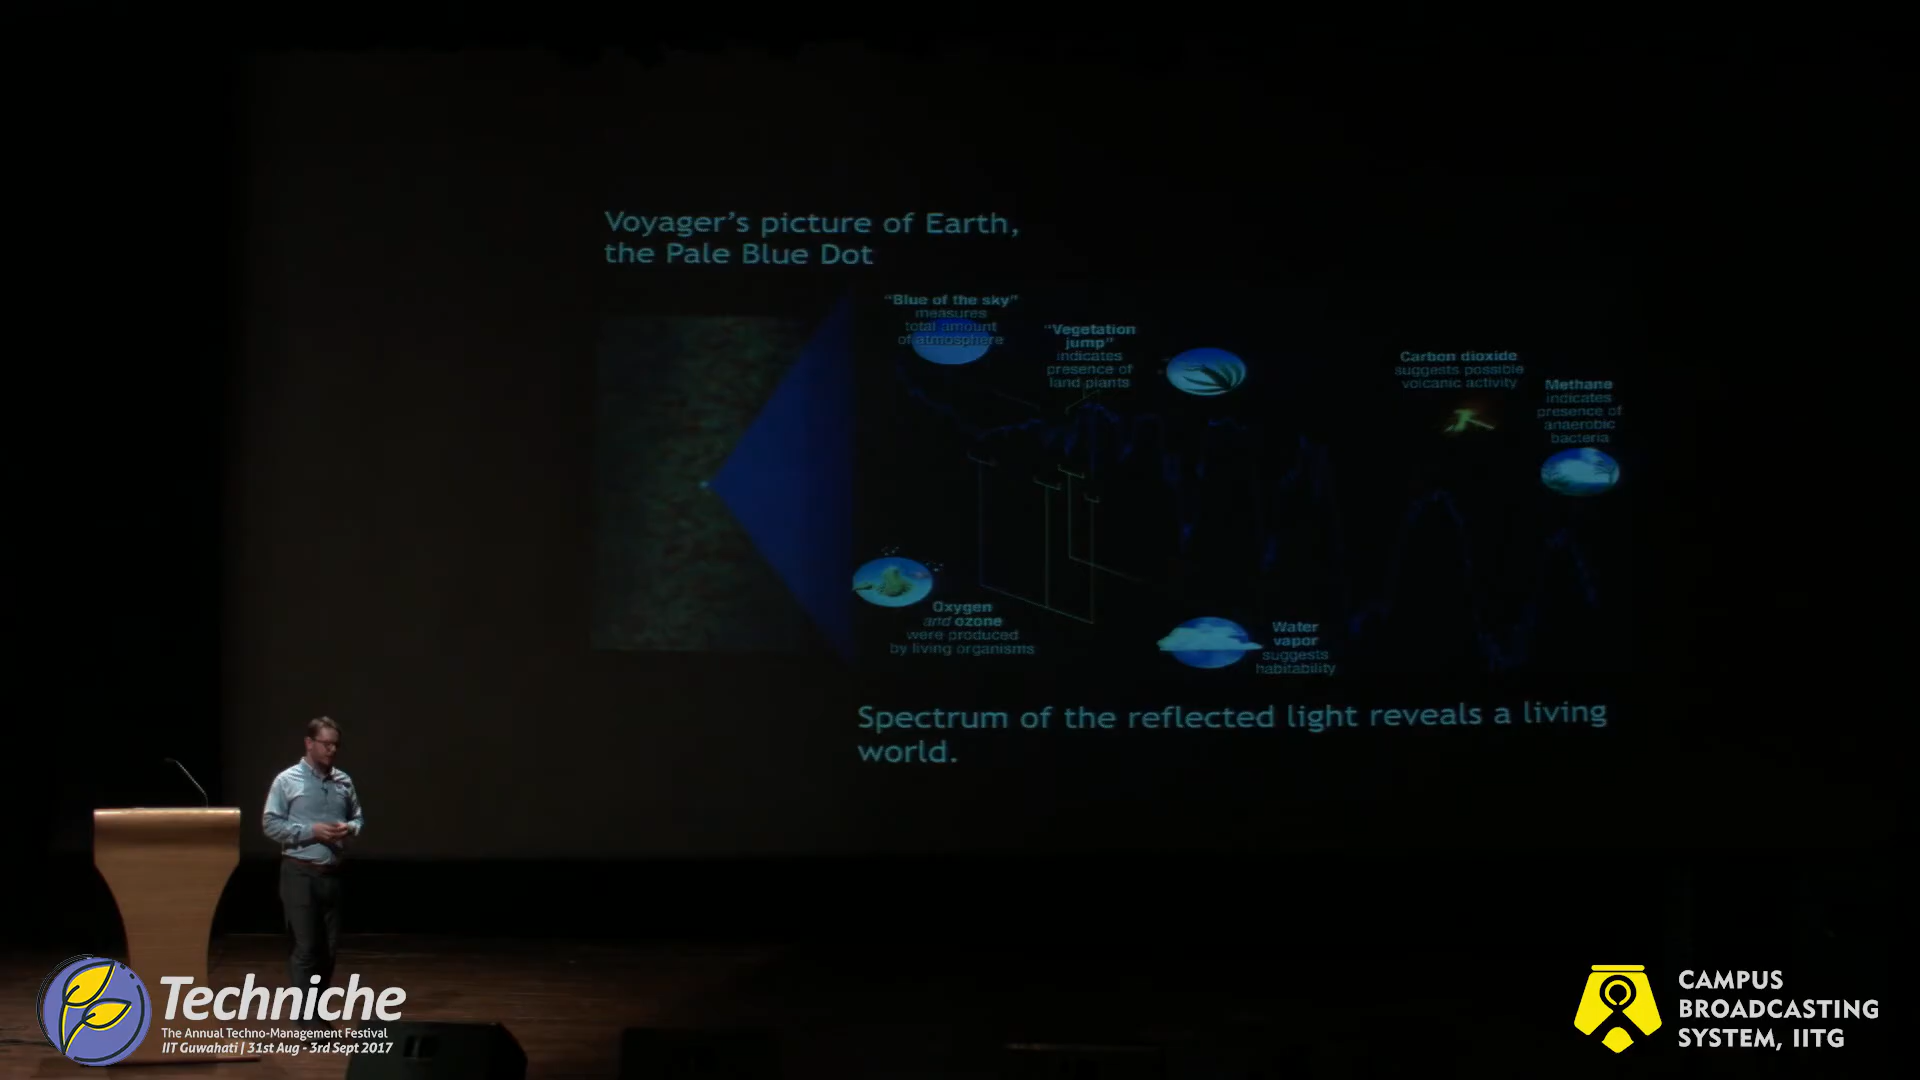 Voyager's picture of Earth,
the Pale Blue Dot
"Blue of the sky"
measures
total amount
of atmosphere
"Vegetation
jump"
indicates
presence of
land plants
Carbon dioxide
suggests possible
volcanic activity
Methane
indicates
presence of
anaerobic
bacteria
Oxygen
and ozone
were produced
by living organisms
Water
vapor
suggests
habitability
Spectrum of the reflected light reveals a living
world.
Techniche
The Annual Techno-Management Festival
IIT Guwahati | 31st Aug - 3rd Sept 2017
CAMPUS
BROADCASTING
SYSTEM, IITG